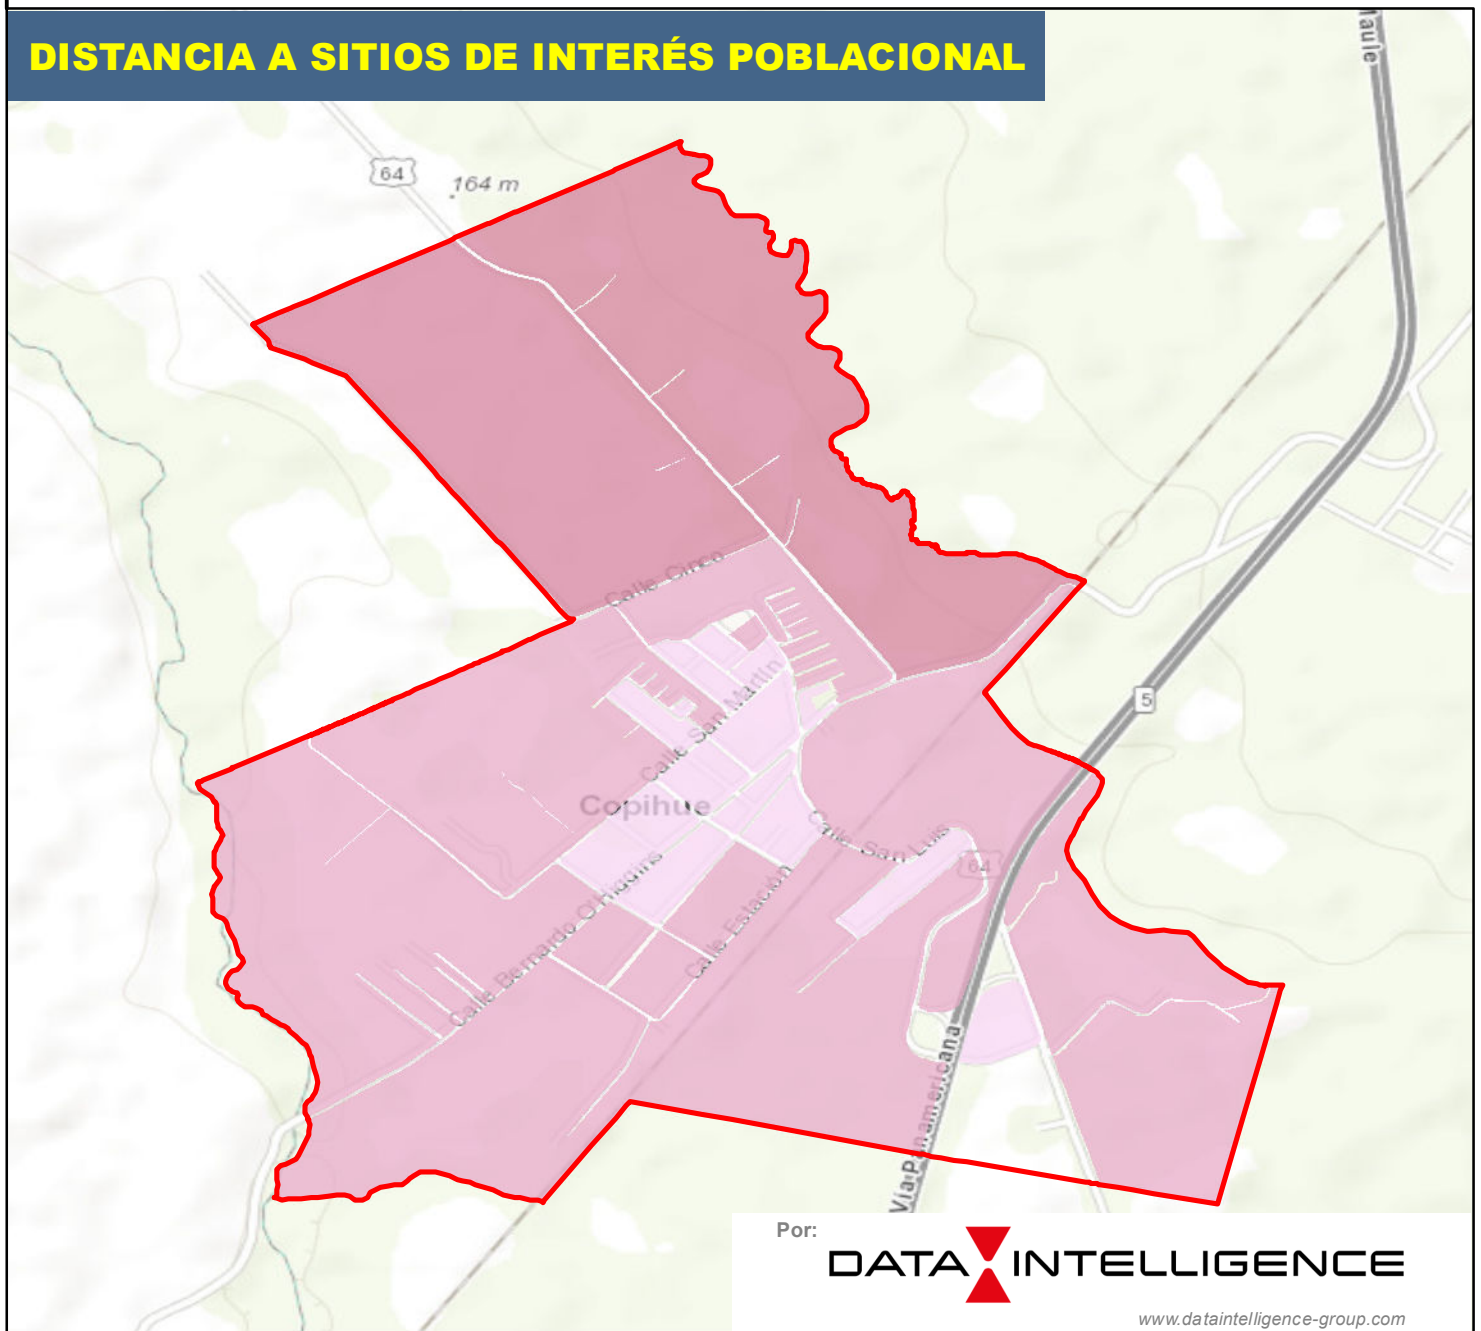 DISTANCIA A SITIOS DE INTERÉS POBLACIONAL
Maule
64
164 m
Calle Cinco
Calle San Martín
5
Copihue
Calle San Luis
64
Calle Bernardo O'Higgins
Calle Estación
Vía Panamericana
Por:
DATA INTELLIGENCE
www.dataintelligence-group.com